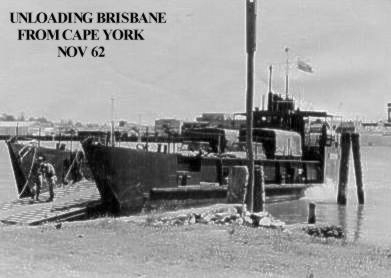 UNLOADING BRISBANE
FROM CAPE YORK
NOV 62